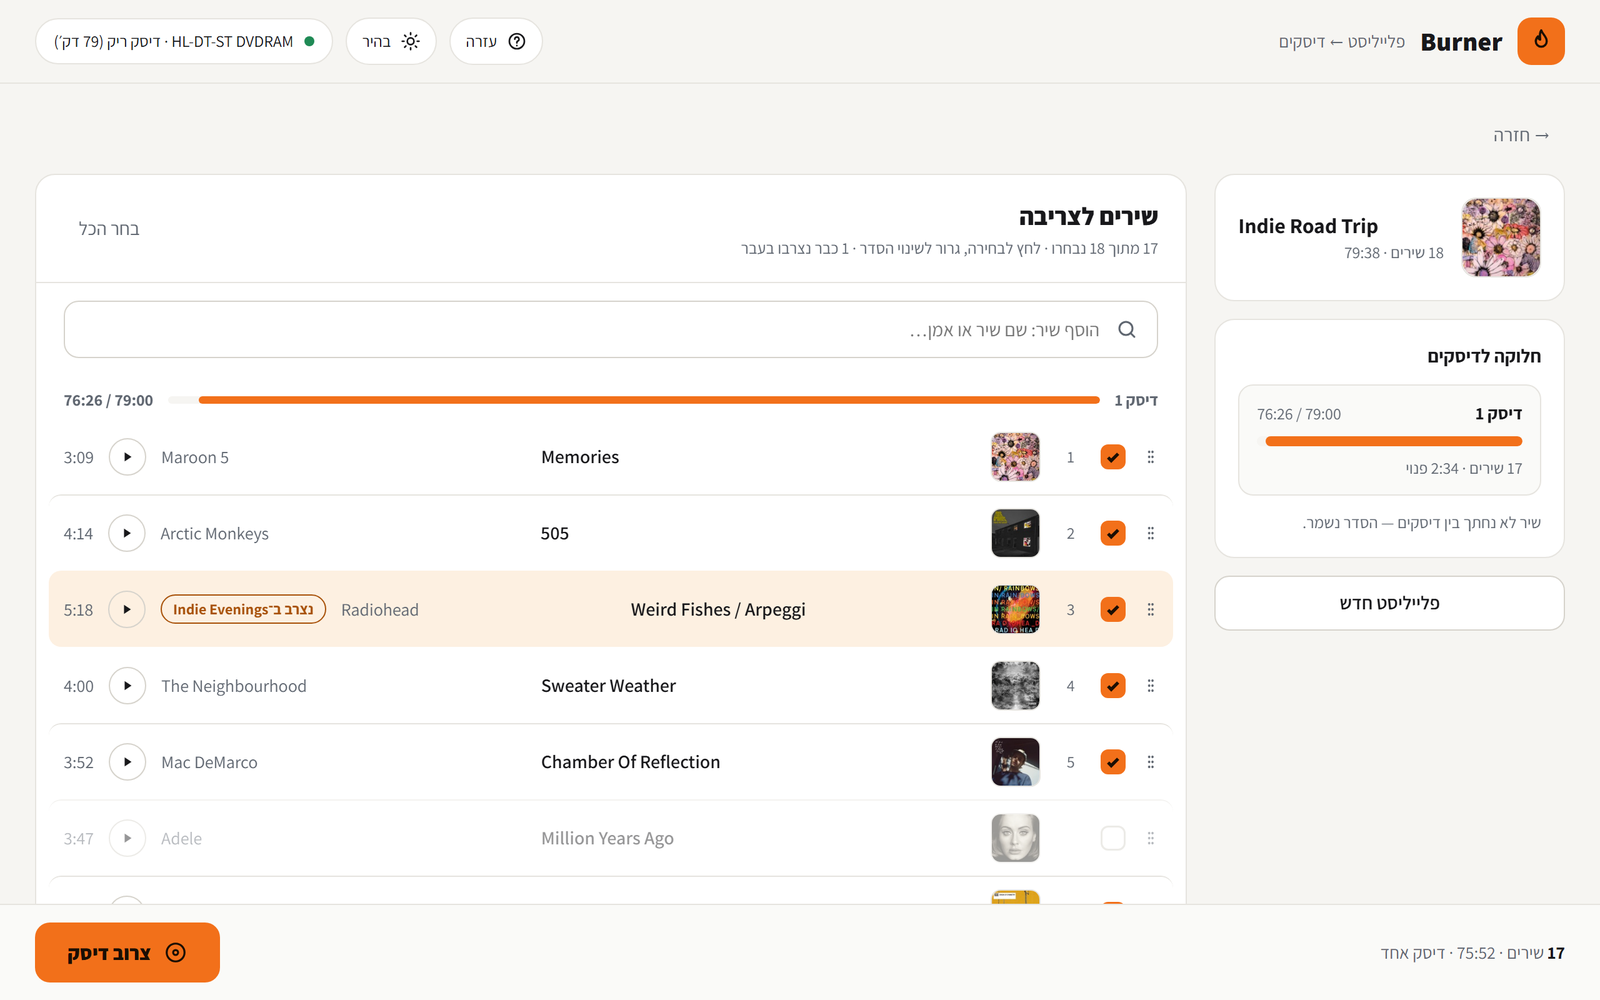 Burner
פלייליסט ← דיסקים
עזרה
בהיר
HL-DT-ST DVDRAM · דיסק ריק (79 דק׳)
→ חזרה
Indie Road Trip
18 שירים · 79:38
חלוקה לדיסקים
דיסק 1
76:26 / 79:00
17 שירים · 2:34 פנוי
שיר לא נחתך בין דיסקים — הסדר נשמר.
פלייליסט חדש
שירים לצריבה
17 מתוך 18 נבחרו · לחץ לבחירה, גרור לשינוי הסדר · 1 כבר נצרבו בעבר
בחר הכל
הוסף שיר: שם שיר או אמן…
דיסק 1
76:26 / 79:00
1 Memories Maroon 5 3:09
2 505 Arctic Monkeys 4:14
3 Weird Fishes / Arpeggi Radiohead נצרב ב־Indie Evenings 5:18
4 Sweater Weather The Neighbourhood 4:00
5 Chamber Of Reflection Mac DeMarco 3:52
Million Years Ago Adele 3:47
17 שירים · 75:52 · דיסק אחד
צרוב דיסק